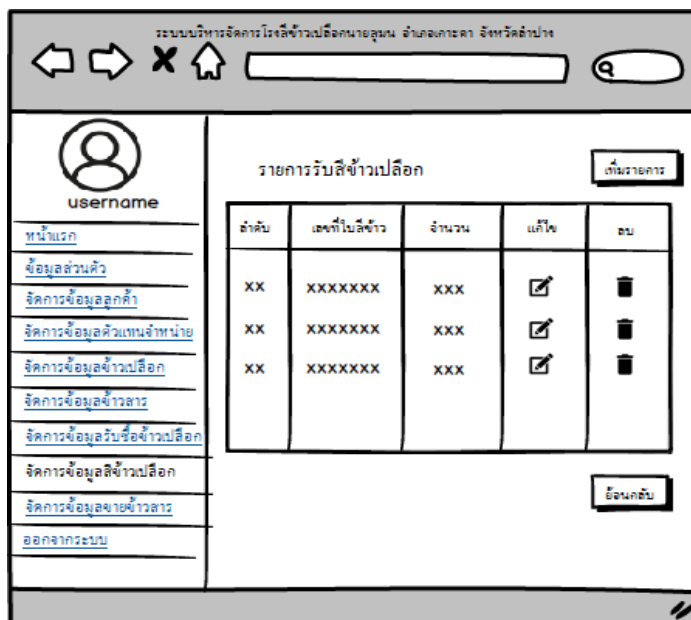 ระบบบริหารจัดการโรงสีข้าวเปลือกนายลุมน อำเภอเกาะคา จังหวัดลำปาง
username
หน้าแรก
ข้อมูลส่วนตัว
จัดการข้อมูลลูกค้า
จัดการข้อมูลตัวแทนจำหน่าย
จัดการข้อมูลข้าวเปลือก
จัดการข้อมูลข้าวสาร
จัดการข้อมูลรับซื้อข้าวเปลือก
จัดการข้อมูลสีข้าวเปลือก
จัดการข้อมูลขายข้าวสาร
ออกจากระบบ
รายการรับสีข้าวเปลือก
เพิ่มรายการ
ลำดับ เลขที่ใบสีข้าว จำนวน แก้ไข ลบ
xx xxxxxxx xxx
xx xxxxxxx xxx
xx xxxxxxx xxx
ย้อนกลับ